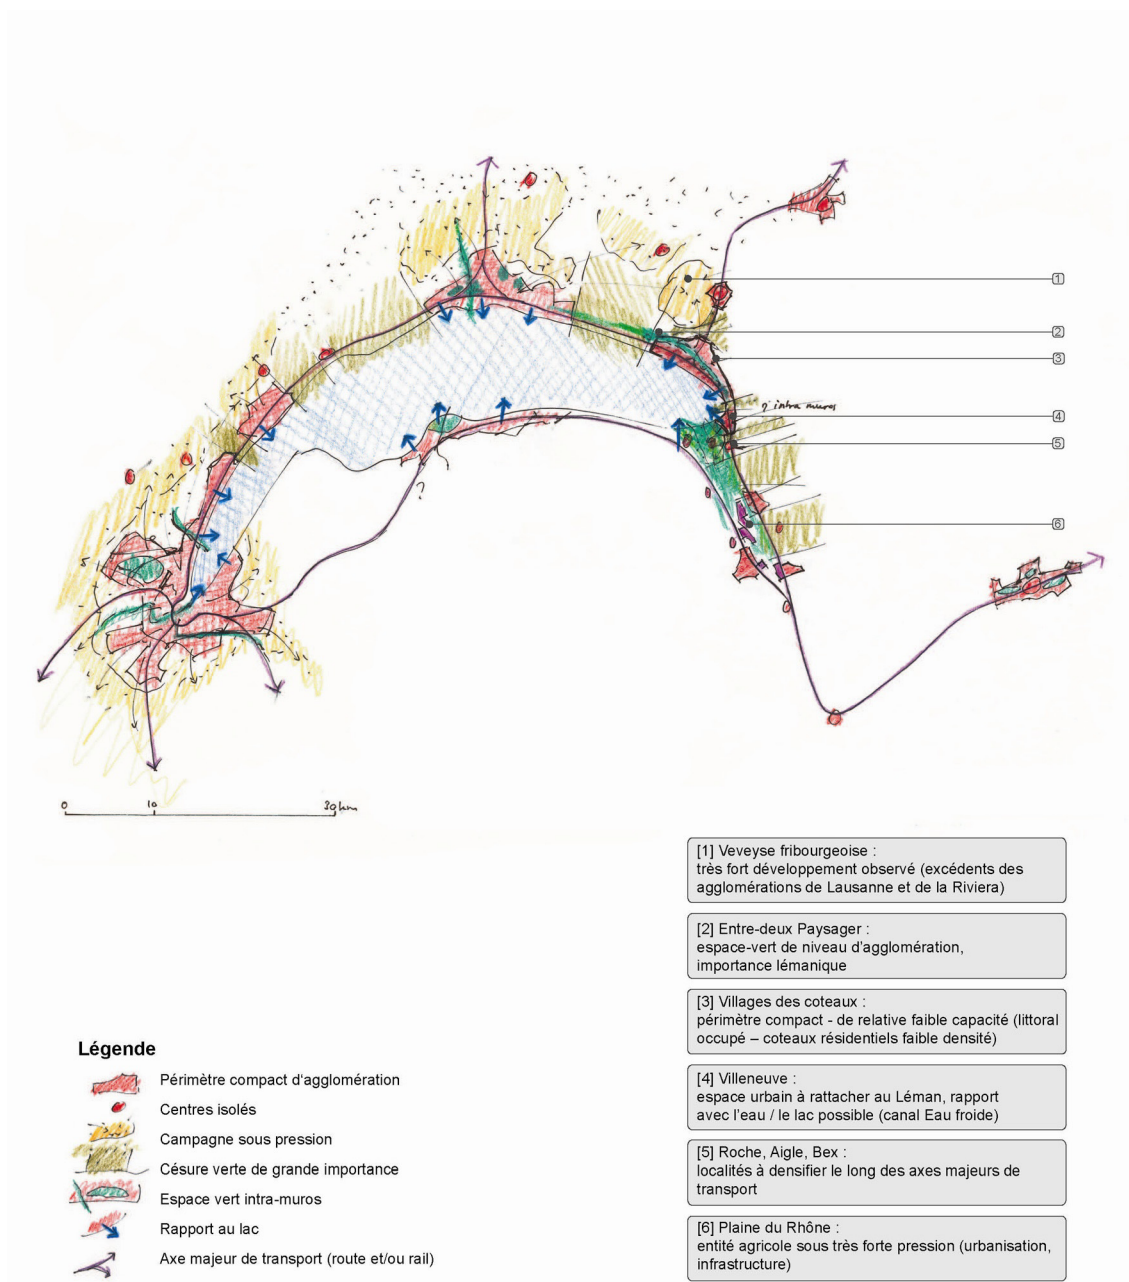 [1]
[2]
[3]
? intra muros
[4]
[5]
?
[6]
0 10 30 km
[1] Veveyse fribourgeoise :
très fort développement observé (excédents des
agglomérations de Lausanne et de la Riviera)
[2] Entre-deux Paysager :
espace-vert de niveau d'agglomération,
importance lémanique
[3] Villages des coteaux :
périmètre compact - de relative faible capacité (littoral
occupé – coteaux résidentiels faible densité)
[4] Villeneuve :
espace urbain à rattacher au Léman, rapport
avec l'eau / le lac possible (canal Eau froide)
[5] Roche, Aigle, Bex :
localités à densifier le long des axes majeurs de
transport
[6] Plaine du Rhône :
entité agricole sous très forte pression (urbanisation,
infrastructure)
Légende
Périmètre compact d'agglomération
Centres isolés
Campagne sous pression
Césure verte de grande importance
Espace vert intra-muros
Rapport au lac
Axe majeur de transport (route et/ou rail)